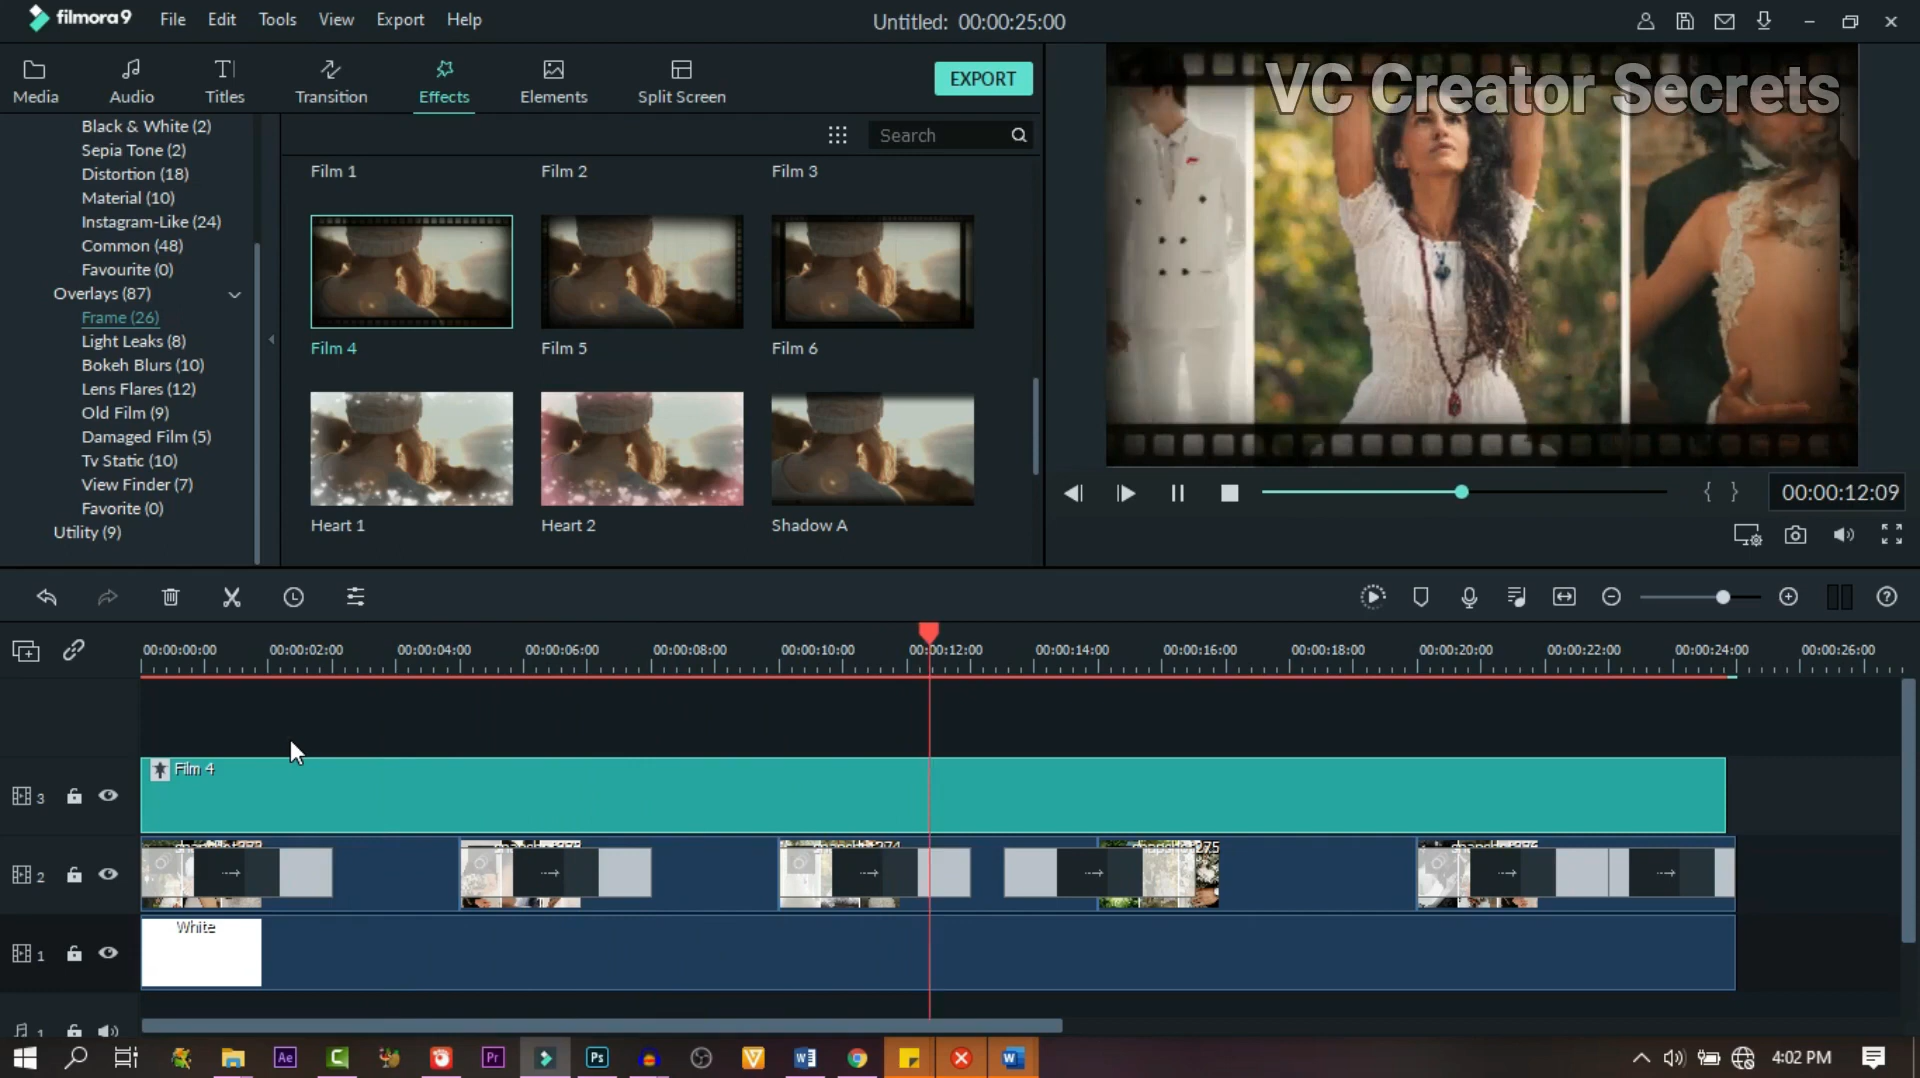 filmora9
File Edit Tools View Export Help
Untitled: 00:00:25:00
Media Audio Titles Transition Effects Elements Split Screen
EXPORT
VC Creator Secrets
Black & White (2)
Sepia Tone (2)
Distortion (18)
Material (10)
Instagram-Like (24)
Common (48)
Favourite (0)
Overlays (87)
Frame (26)
Light Leaks (8)
Bokeh Blurs (10)
Lens Flares (12)
Old Film (9)
Damaged Film (5)
Tv Static (10)
View Finder (7)
Favorite (0)
Utility (9)
Search
Film 1 Film 2 Film 3
Film 4 Film 5 Film 6
Heart 1 Heart 2 Shadow A
00:00:12:09
00:00:00:00 00:00:02:00 00:00:04:00 00:00:06:00 00:00:08:00 00:00:10:00 00:00:12:00 00:00:14:00 00:00:16:00 00:00:18:00 00:00:20:00 00:00:22:00 00:00:24:00 00:00:26:00
3
Film 4
2
1
White
1
Ae Pr Ps
4:02 PM